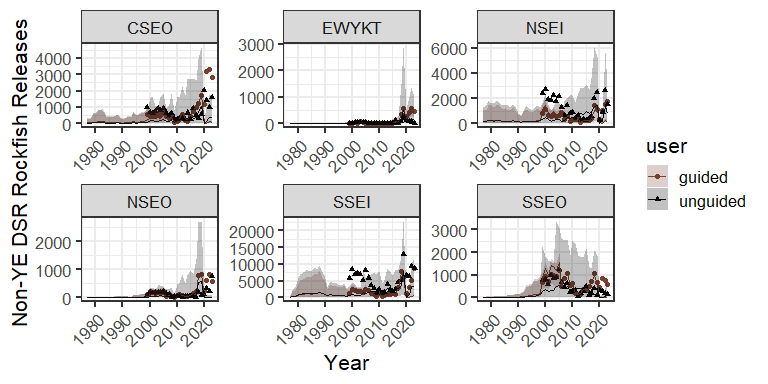 Non-YE DSR Rockfish Releases
CSEO
4000
3000
2000
1000
0
1980 1990 2000 2010 2020
EWYKT
3000
2000
1000
0
1980 1990 2000 2010 2020
NSEI
6000
4000
2000
0
1980 1990 2000 2010 2020
NSEO
2000
1000
0
1980 1990 2000 2010 2020
SSEI
20000
15000
10000
5000
0
1980 1990 2000 2010 2020
SSEO
3000
2000
1000
0
1980 1990 2000 2010 2020
Year
user
guided
unguided